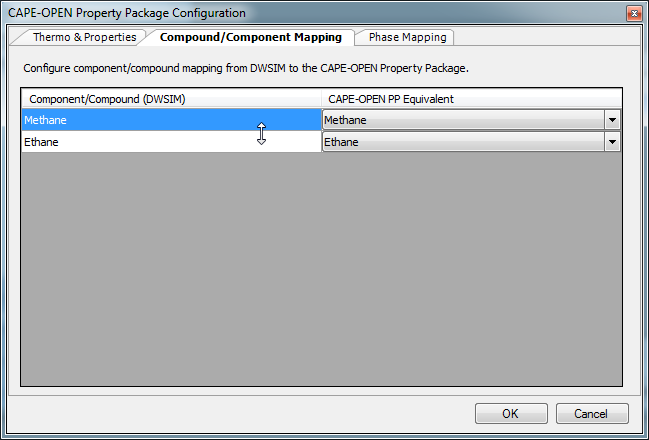 CAPE-OPEN Property Package Configuration
Thermo & Properties Compound/Component Mapping Phase Mapping
Configure component/compound mapping from DWSIM to the CAPE-OPEN Property Package.
Component/Compound (DWSIM) CAPE-OPEN PP Equivalent
Methane Methane
Ethane Ethane
OK Cancel